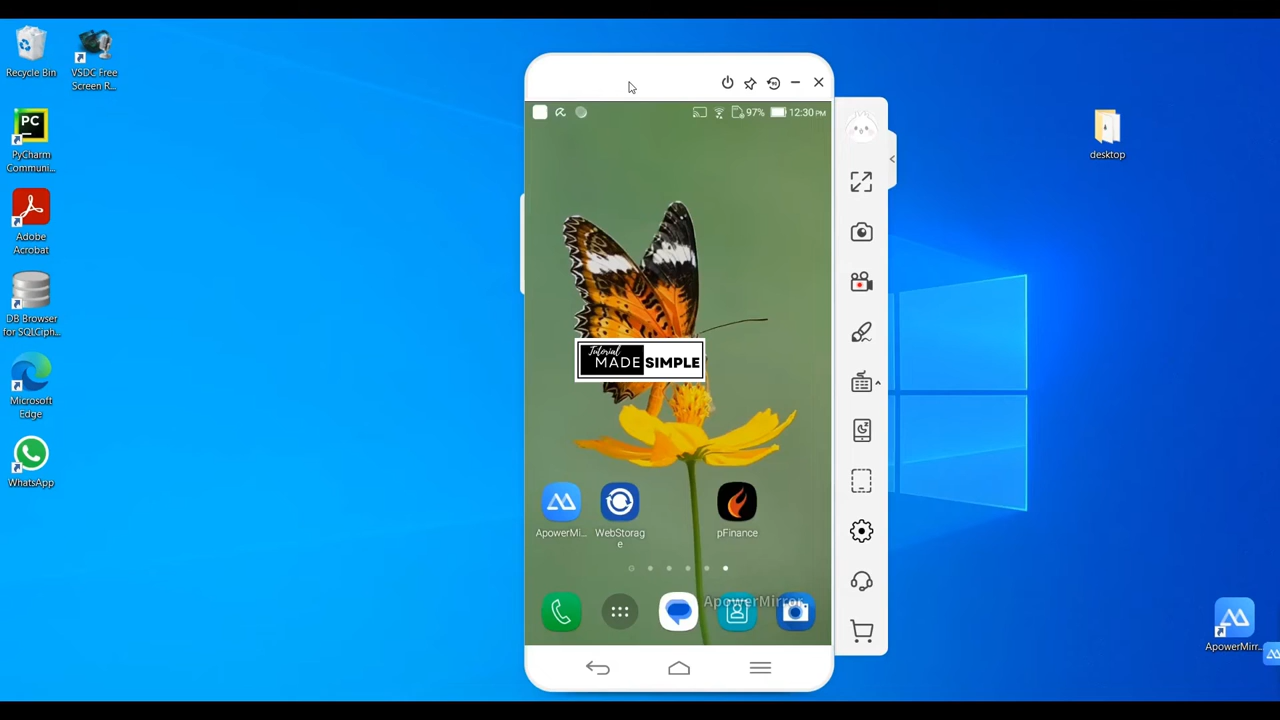 Recycle Bin
VSDC Free
Screen R...
PC
PyCharm
Communi...
Adobe
Acrobat
DB Browser
for SQLCiph...
Microsoft
Edge
WhatsApp
97% 12:30 PM
Tutorial
MADE SIMPLE
ApowerMi...
WebStorag
e
pFinance
G
ApowerMirror
desktop
ApowerMirr...